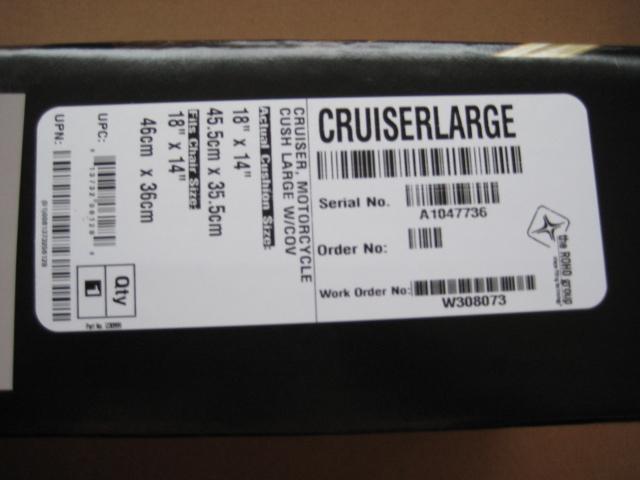 CRUISERLARGE
Serial No.
A1047736
Order No:
Work Order No:
W308073
the ROHO group
CRUISER, MOTORCYCLE
CUSH LARGE W/COV
Actual Cushion Size:
18" x 14"
45.5cm x 35.5cm
Fits Chair Size:
18" x 14"
46cm x 36cm
UPC:
UPN:
Qty
1